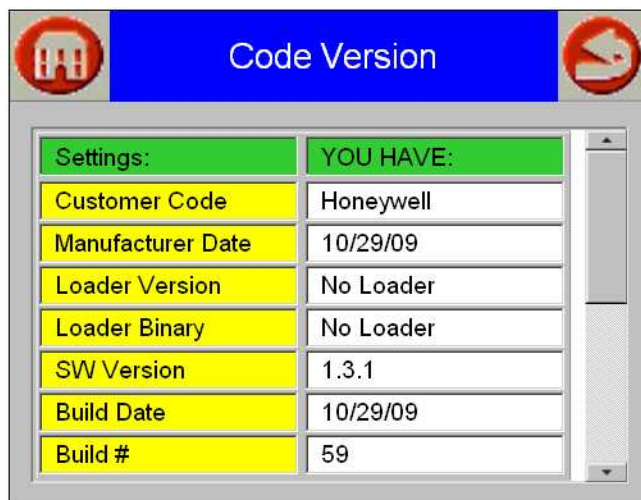 Code Version
Settings: YOU HAVE:
Customer Code Honeywell
Manufacturer Date 10/29/09
Loader Version No Loader
Loader Binary No Loader
SW Version 1.3.1
Build Date 10/29/09
Build # 59